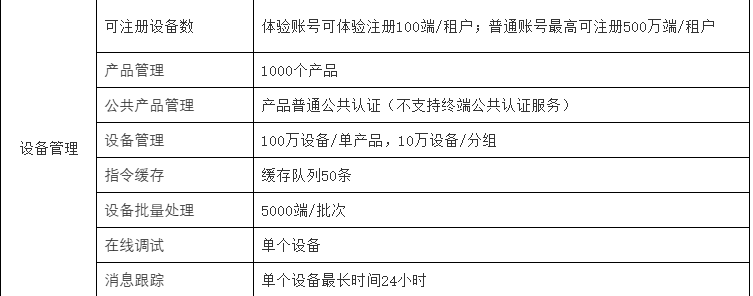 设备管理
可注册设备数 体验账号可体验注册100端/租户；普通账号最高可注册500万端/租户
产品管理 1000个产品
公共产品管理 产品普通公共认证（不支持终端公共认证服务）
设备管理 100万设备/单产品，10万设备/分组
指令缓存 缓存队列50条
设备批量处理 5000端/批次
在线调试 单个设备
消息跟踪 单个设备最长时间24小时